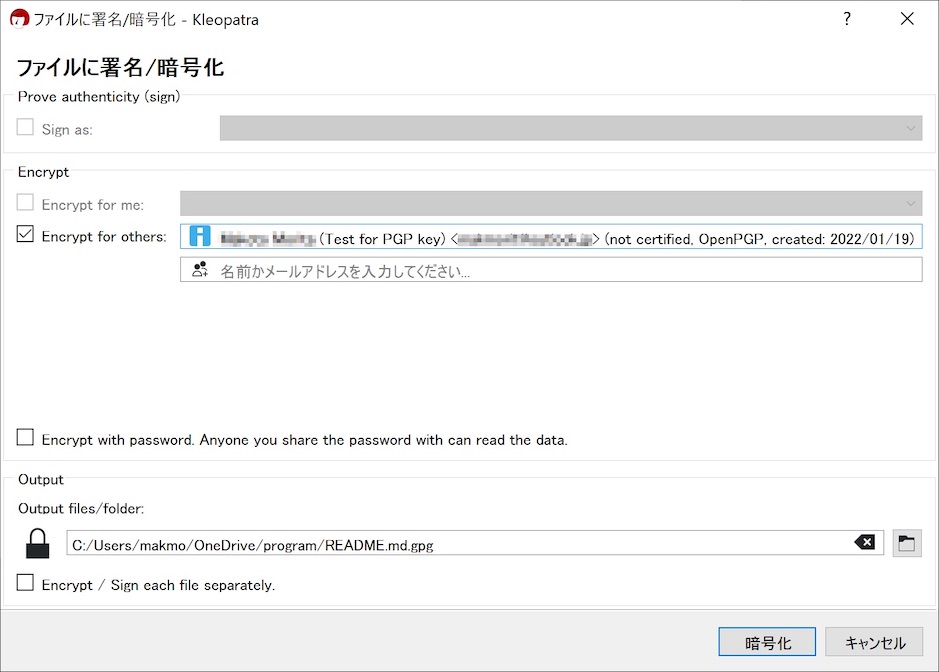 ファイルに署名/暗号化 - Kleopatra
?
ファイルに署名/暗号化
Prove authenticity (sign)
Sign as:
Encrypt
Encrypt for me:
Encrypt for others:
(Test for PGP key) < > (not certified, OpenPGP, created: 2022/01/19)
名前かメールアドレスを入力してください...
Encrypt with password. Anyone you share the password with can read the data.
Output
Output files/folder:
C:/Users/makmo/OneDrive/program/README.md.gpg
Encrypt / Sign each file separately.
暗号化
キャンセル